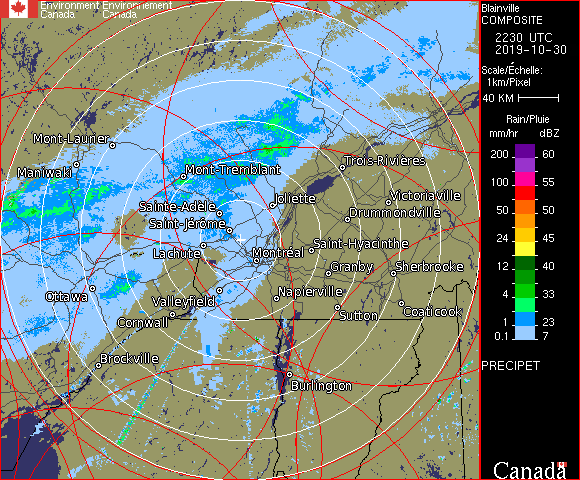 Environment Environnement
Canada Canada
Blainville
COMPOSITE
2230 UTC
2019-10-30
Scale/Échelle:
1km/Pixel
40 KM
Rain/Pluie
mm/hr dBZ
200 60
100 55
50 50
24 45
12 40
4 33
1 23
0.1 7
PRECIPET
Canada
Mont-Laurier
Maniwaki
Mont-Tremblant
Trois-Rivières
Sainte-Adèle
Joliette
Victoriaville
Drummondville
Saint-Jérôme
Lachute
Montréal
Saint-Hyacinthe
Granby
Sherbrooke
Ottawa
Valleyfield
Napierville
Cornwall
Sutton
Coaticook
Brockville
Burlington